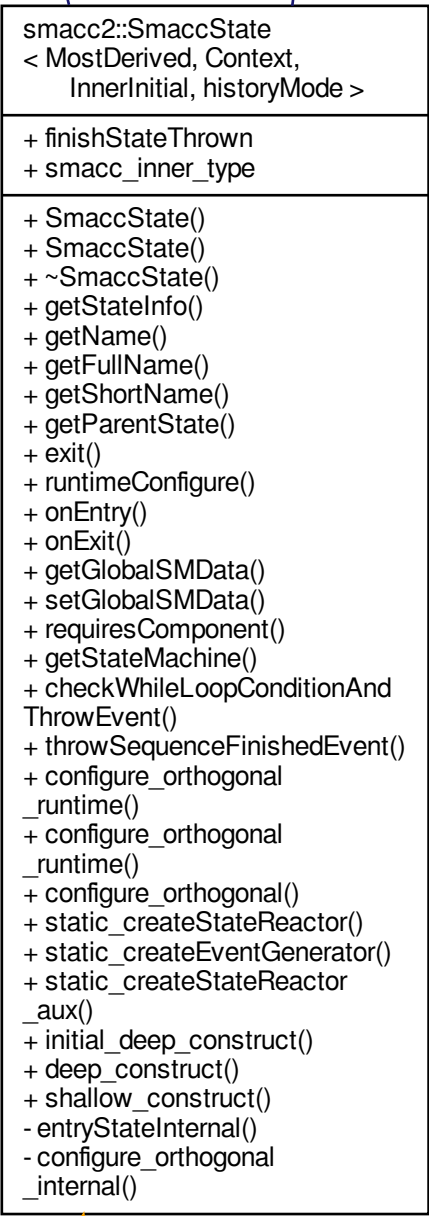 smacc2::SmaccState
< MostDerived, Context,
InnerInitial, historyMode >
+ finishStateThrown
+ smacc_inner_type
+ SmaccState()
+ SmaccState()
+ ~SmaccState()
+ getStateInfo()
+ getName()
+ getFullName()
+ getShortName()
+ getParentState()
+ exit()
+ runtimeConfigure()
+ onEntry()
+ onExit()
+ getGlobalSMData()
+ setGlobalSMData()
+ requiresComponent()
+ getStateMachine()
+ checkWhileLoopConditionAnd
ThrowEvent()
+ throwSequenceFinishedEvent()
+ configure_orthogonal
_runtime()
+ configure_orthogonal
_runtime()
+ configure_orthogonal()
+ static_createStateReactor()
+ static_createEventGenerator()
+ static_createStateReactor
_aux()
+ initial_deep_construct()
+ deep_construct()
+ shallow_construct()
- entryStateInternal()
- configure_orthogonal
_internal()